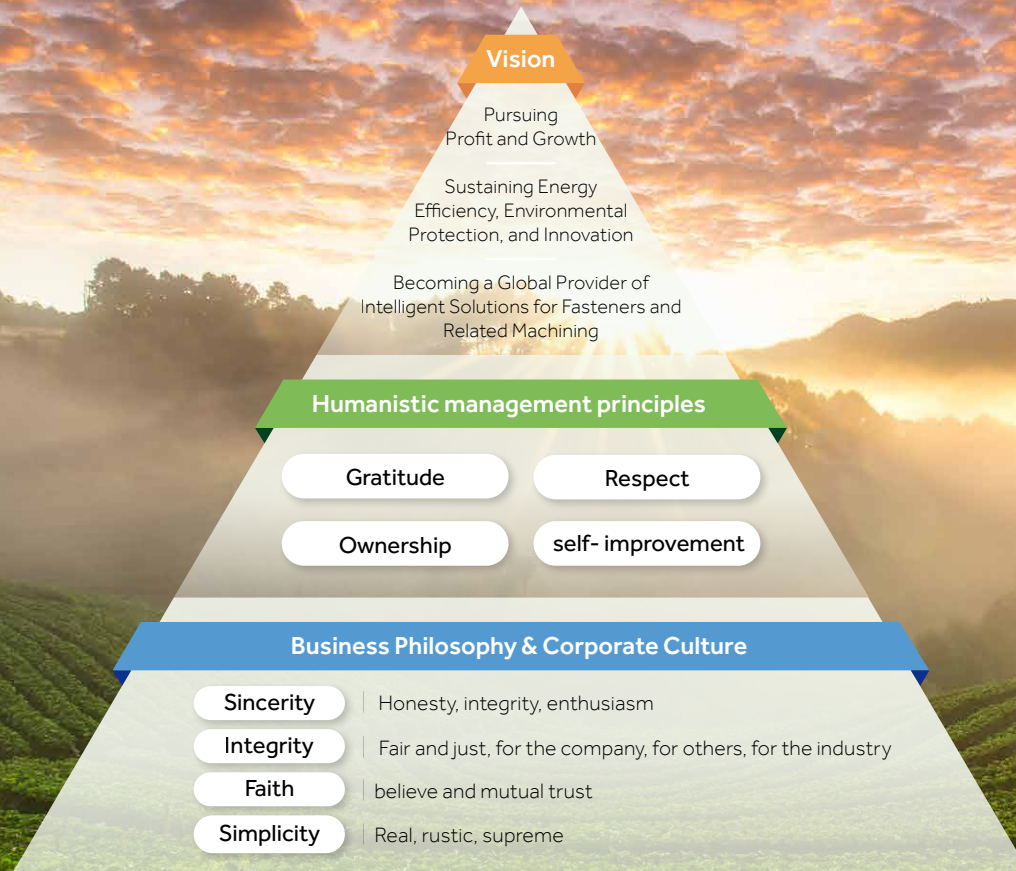 Vision
Pursuing
Profit and Growth
Sustaining Energy
Efficiency, Environmental
Protection, and Innovation
Becoming a Global Provider of
Intelligent Solutions for Fasteners and
Related Machining
Humanistic management principles
Gratitude
Respect
Ownership
self- improvement
Business Philosophy & Corporate Culture
Sincerity
Honesty, integrity, enthusiasm
Integrity
Fair and just, for the company, for others, for the industry
Faith
believe and mutual trust
Simplicity
Real, rustic, supreme